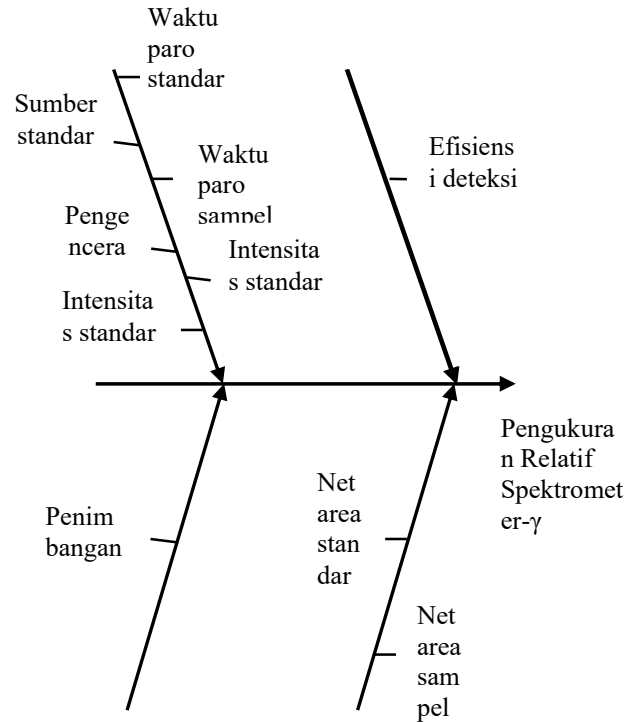 Waktu
paro
standar
Sumber
standar
Waktu
paro
sampel
Efisiens
i deteksi
Penge
ncera
Intensita
s standar
Intensita
s standar
Pengukura
n Relatif
Spektromet
er-γ
Penim
bangan
Net
area
stan
dar
Net
area
sam
pel